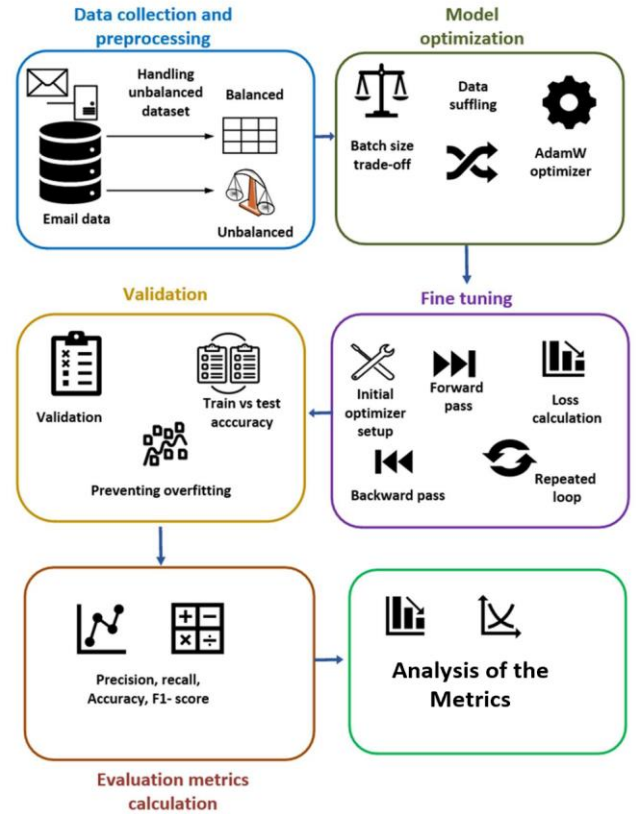 Data collection and
preprocessing
Handling
unbalanced
dataset
Balanced
Email data
Unbalanced
Model
optimization
Batch size
trade-off
Data
suffling
AdamW
optimizer
Fine tuning
Initial
optimizer
setup
Forward
pass
Loss
calculation
Backward pass
Repeated
loop
Validation
Validation
Train vs test
acccuracy
Preventing overfitting
Precision, recall,
Accuracy, F1- score
Evaluation metrics
calculation
Analysis of the
Metrics